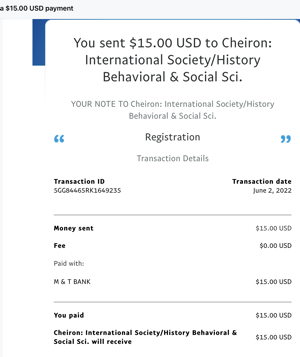 a $15.00 USD payment
You sent $15.00 USD to Cheiron:
International Society/History
Behavioral & Social Sci.
YOUR NOTE TO Cheiron: International Society/History
Behavioral & Social Sci.
“ Registration ”
Transaction Details
Transaction ID Transaction date
5GG84465RK1649235 June 2, 2022
Money sent $15.00 USD
Fee $0.00 USD
Paid with:
M & T BANK $15.00 USD
You paid $15.00 USD
Cheiron: International Society/History Behavioral & $15.00 USD
Social Sci. will receive